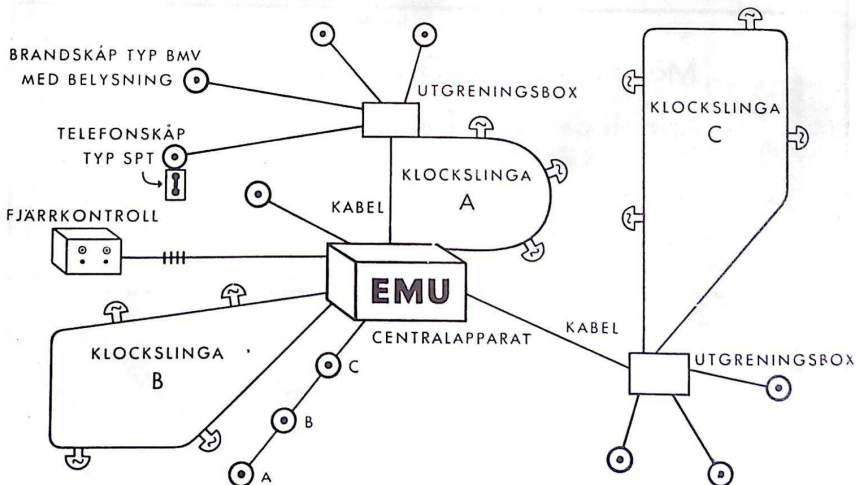 BRANDSKÅP TYP BMV
MED BELYSNING
UTGRENINGSBOX
TELEFONSKÅP
TYP SPT
KLOCKSLINGA
A
KABEL
FJÄRRKONTROLL
EMU
CENTRALAPPARAT
KLOCKSLINGA
B
C
B
A
KLOCKSLINGA
C
KABEL
UTGRENINGSBOX